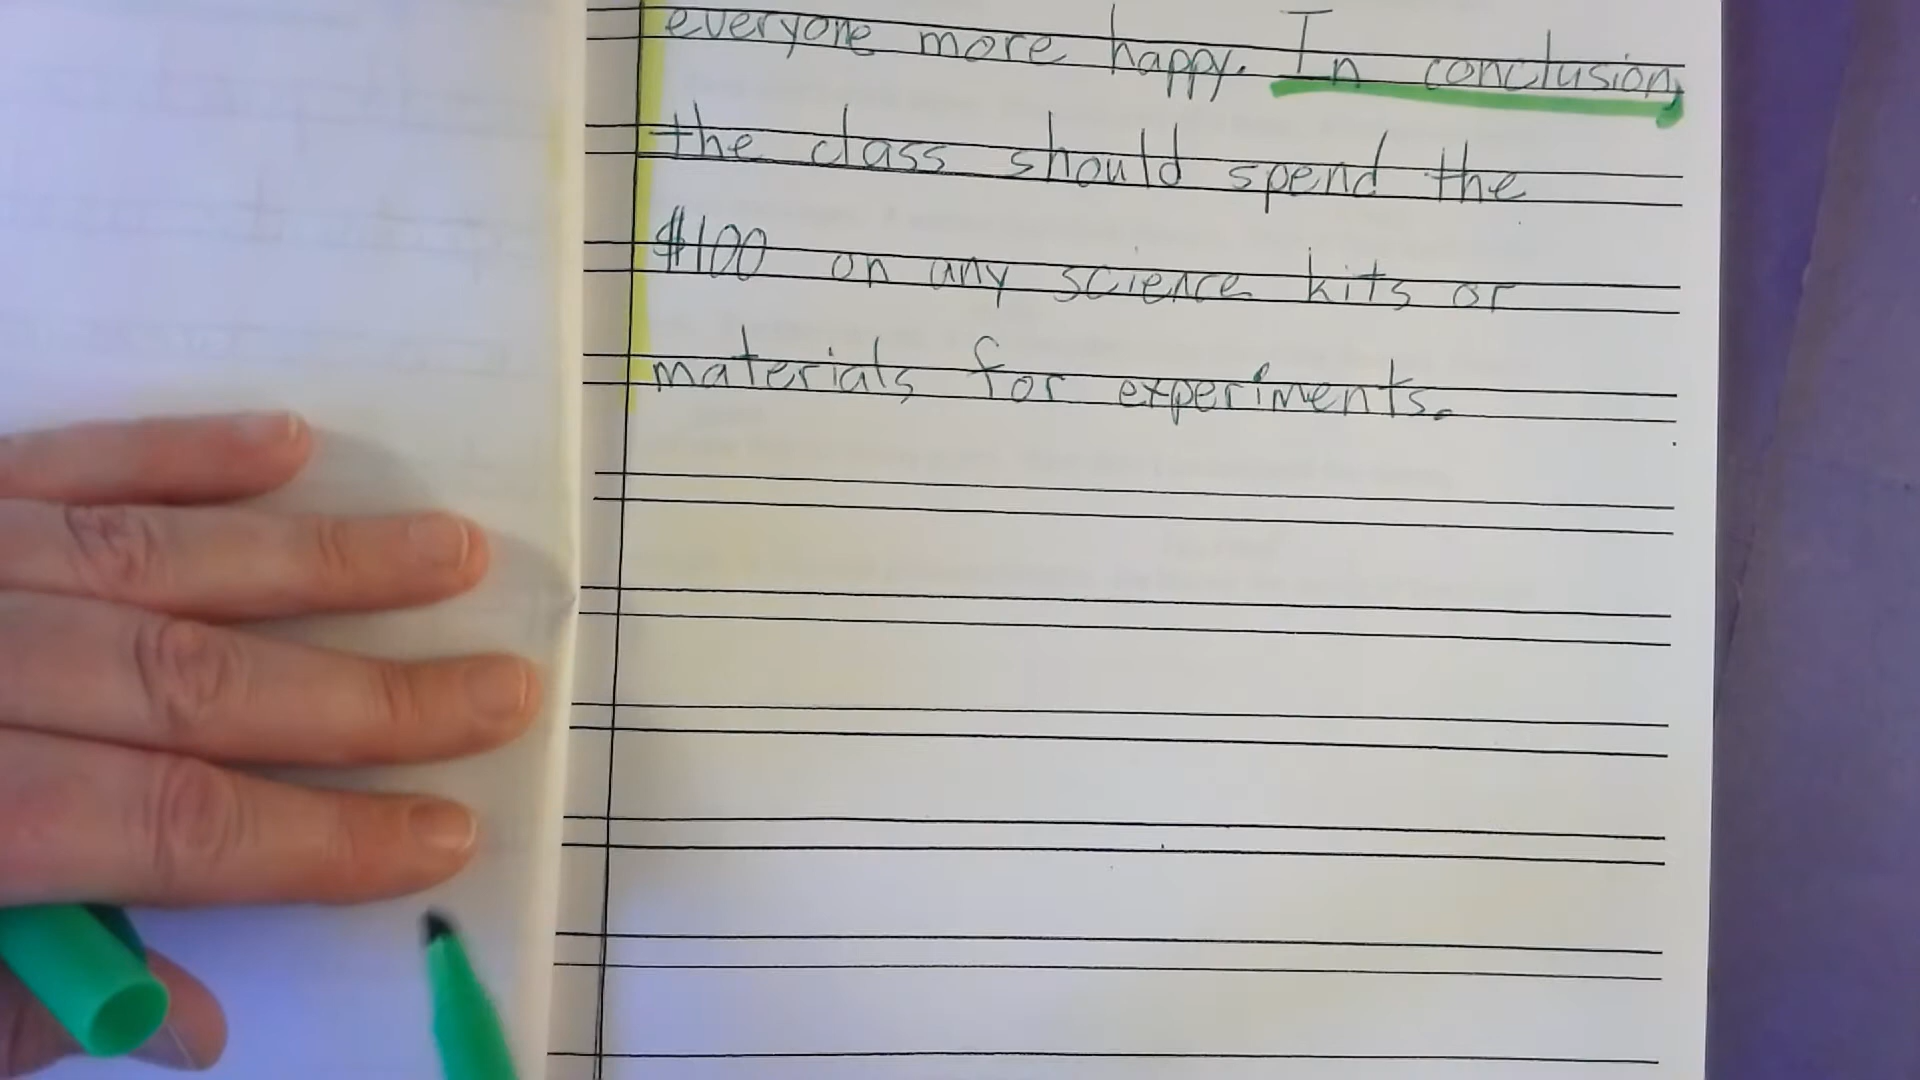 everyone more happy. In conclusion,
the class should spend the
$100 on any science kits or
materials for experiments.